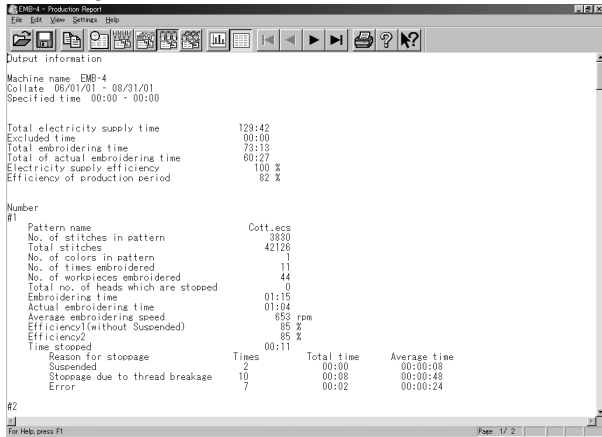 EMB-4 - Production Report
File Edit View Settings Help
Output information
Machine name EMB-4
Collate 06/01/01 - 08/31/01
Specified time 00:00 - 00:00
Total electricity supply time 129:42
Excluded time 00:00
Total embroidering time 73:13
Total of actual embroidering time 60:27
Electricity supply efficiency 100 %
Efficiency of production period 82 %
Number
#1
Pattern name Cott.ecs
No. of stitches in pattern 3830
Total stitches 42126
No. of colors in pattern 1
No. of times embroidered 11
No. of workpieces embroidered 44
Total no. of heads which are stopped 0
Embroidering time 01:15
Actual embroidering time 01:04
Average embroidering speed 653 rpm
Efficiency1(without Suspended) 85 %
Efficiency2 85 %
Time stopped 00:11
Reason for stoppage Times Total time Average time
Suspended 2 00:00 00:00:08
Stoppage due to thread breakage 10 00:08 00:00:48
Error 7 00:02 00:00:24
#2
For Help, press F1 Page 1/ 2